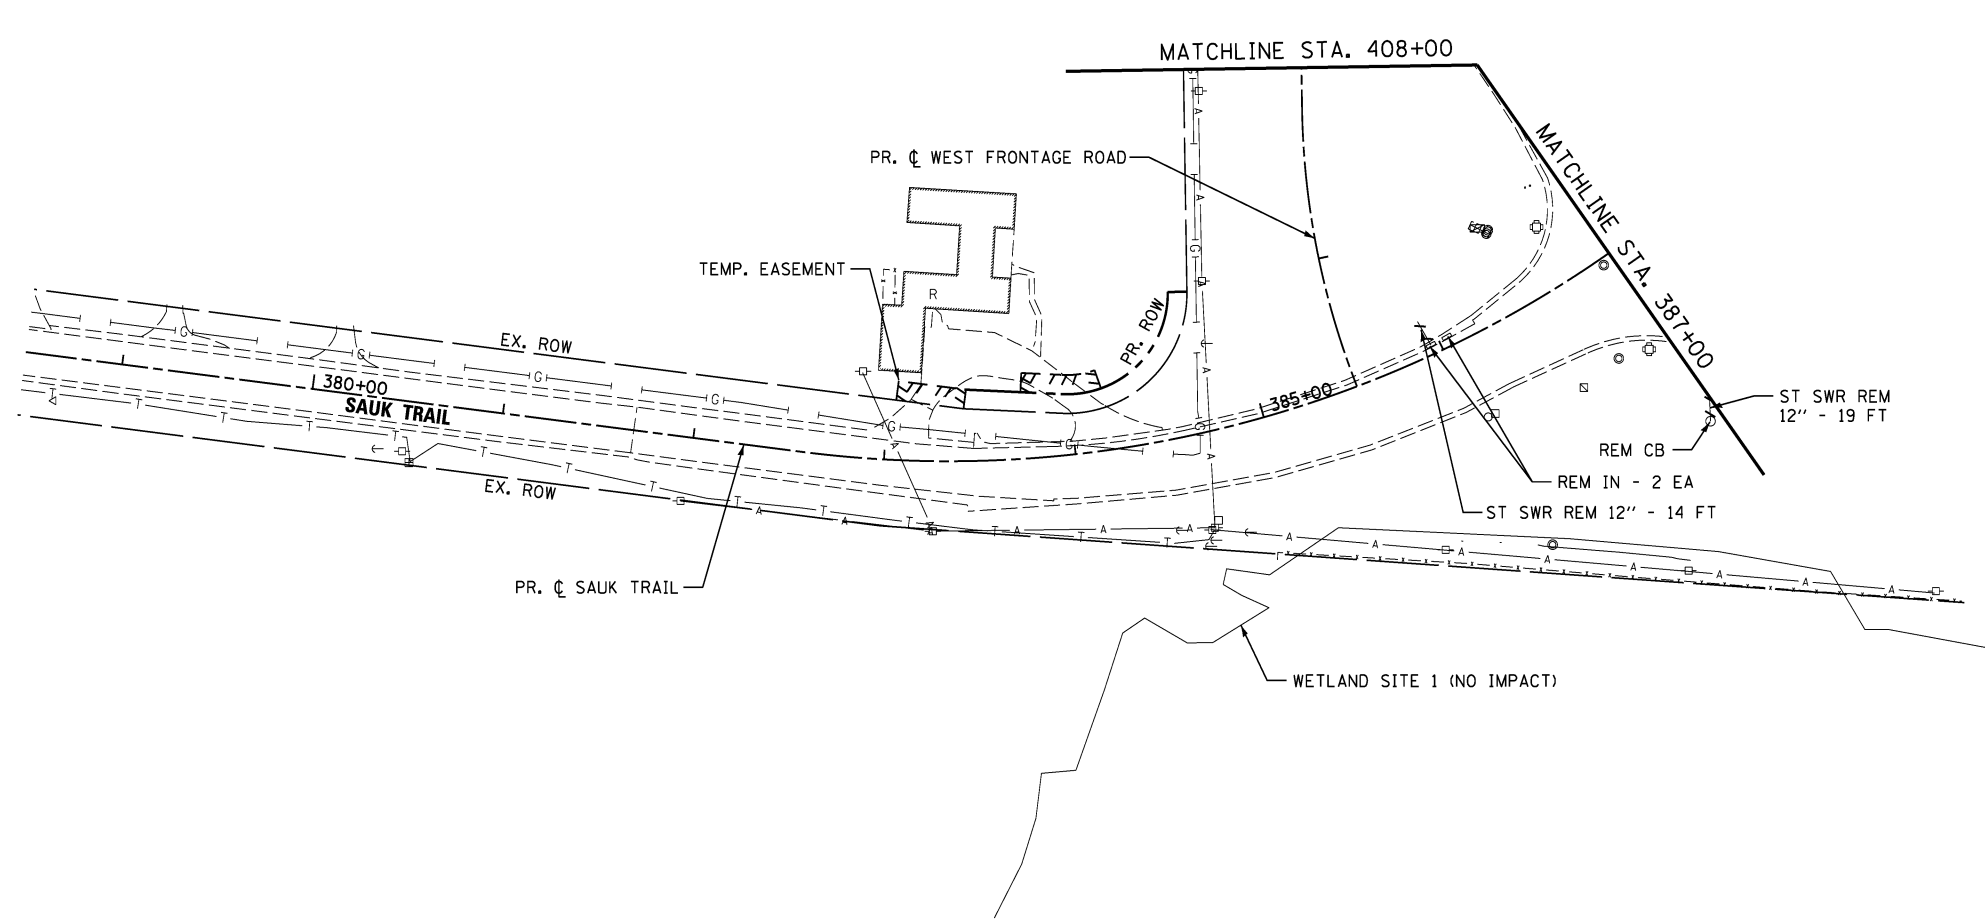 MATCHLINE STA. 408+00
MATCHLINE STA. 387+00
PR. ℄ WEST FRONTAGE ROAD
TEMP. EASEMENT
R
PR. ROW
EX. ROW
380+00
SAUK TRAIL
385+00
ST SWR REM
12" - 19 FT
REM CB
REM IN - 2 EA
EX. ROW
ST SWR REM 12" - 14 FT
PR. ℄ SAUK TRAIL
WETLAND SITE 1 (NO IMPACT)